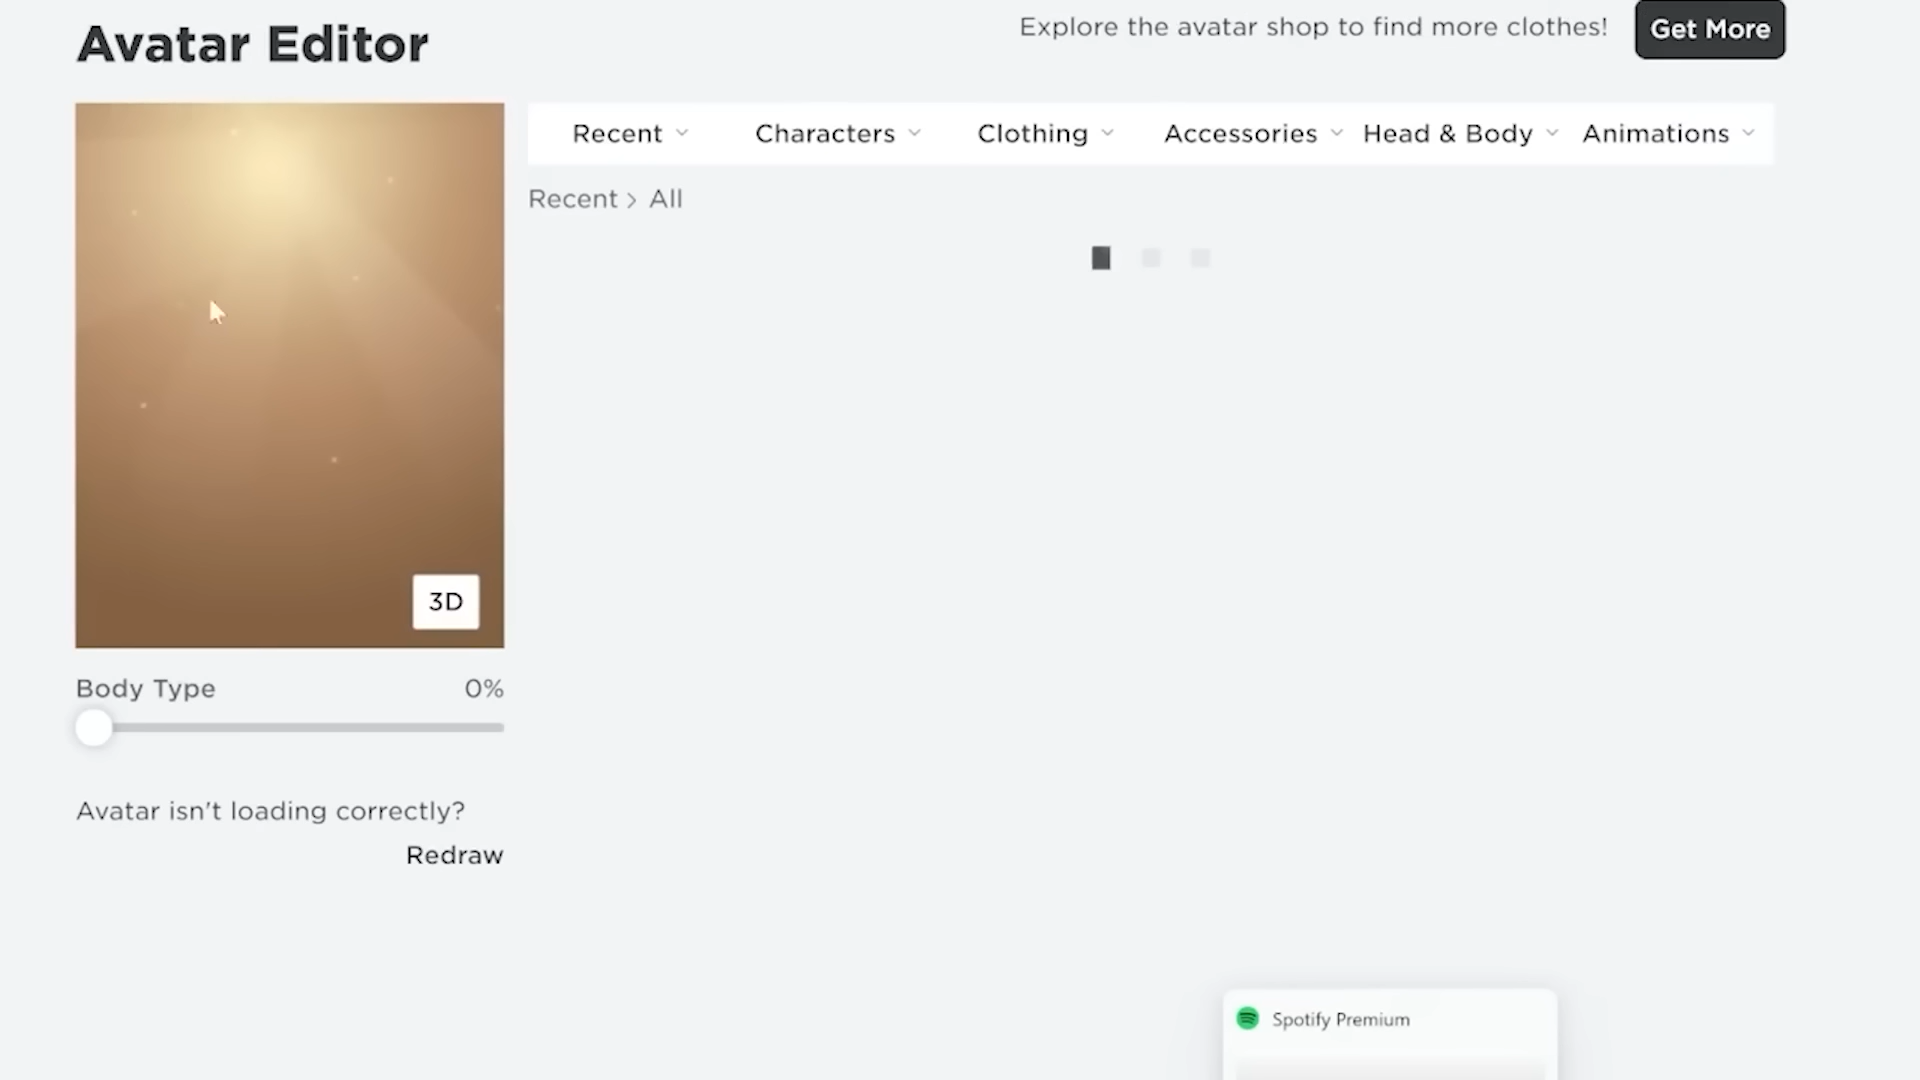 Avatar Editor
Explore the avatar shop to find more clothes!
Get More
Recent
Characters
Clothing
Accessories
Head & Body
Animations
Recent > All
3D
Body Type
0%
Avatar isn't loading correctly?
Redraw
Spotify Premium